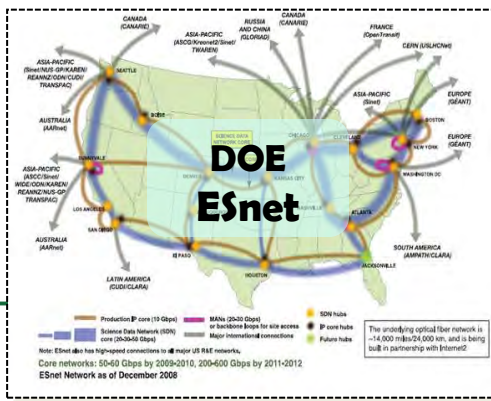 CANADA
(CANARIE)
RUSSIA
AND CHINA
(GLORIAD)
CANADA
(CANARIE)
FRANCE
(OpenTransit)
ASIA-PACIFIC
(ASCG/Kreonet2/Sinet/
TWAREN)
CERN (USLHCNet)
ASIA-PACIFIC
(Sinet/NUS-GP/KAREN/
REANNZ/ODN/CUDI/
TRANSPAC)
SEATTLE
ASIA-PACIFIC
(Sinet)
EUROPE
(GÉANT)
BOISE
BOSTON
AUSTRALIA
(AARnet)
SCIENCE DATA
NETWORK CORE
CHICAGO
CLEVELAND
NEW YORK
EUROPE
(GÉANT)
DOE
ESnet
ASIA-PACIFIC
(ASCC/Sinet/
WIDE/ODN/KAREN/
REANNZ/NUS-GP
TRANSPAC)
SUNNYVALE
KANSAS CITY
WASHINGTON DC
NASHVILLE
LOS ANGELES
ATLANTA
SAN DIEGO
SOUTH AMERICA
(AMPATH/CLARA)
AUSTRALIA
(AARnet)
LATIN AMERICA
(CUDI/CLARA)
El PASO
HOUSTON
JACKSONVILLE
Production IP core (10 Gbps)
Science Data Network (SDN)
core (20-30-50 Gbps)
MANs (20-30 Gbps)
or backbone loops for site access
Major international connections
SDN hubs
IP core hubs
Future hubs
The underlying optical fiber network is
~14,000 miles/24,000 km, and is being
built in partnership with Internet2
Note: ESnet also has high-speed connections to all major US R&E networks.
Core networks: 50-60 Gbps by 2009-2010, 200-600 Gbps by 2011-2012
ESnet Network as of December 2008